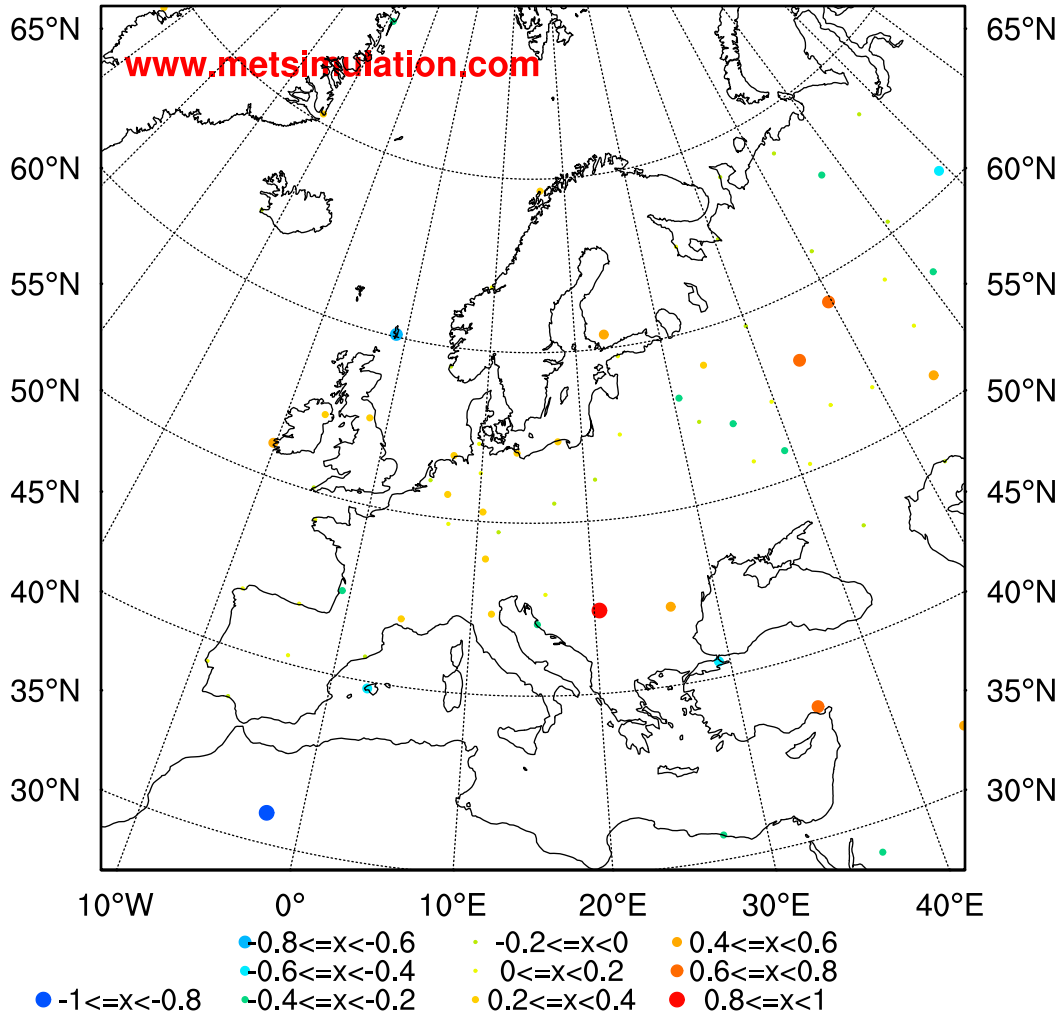 65°N 65°N
www.metsimulation.com
60°N 60°N
55°N 55°N
50°N 50°N
45°N 45°N
40°N 40°N
35°N 35°N
30°N 30°N
10°W 0° 10°E 20°E 30°E 40°E
-0.8<=x<-0.6 -0.2<=x<0 0.4<=x<0.6
-0.6<=x<-0.4 0<=x<0.2 0.6<=x<0.8
-1<=x<-0.8 -0.4<=x<-0.2 0.2<=x<0.4 0.8<=x<1